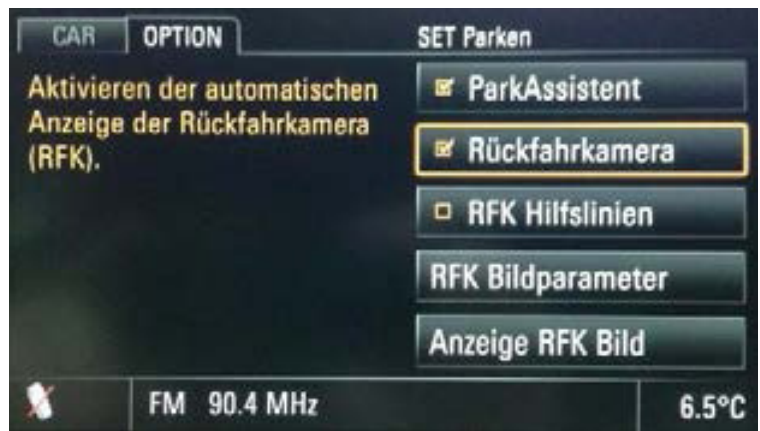 CAR
OPTION
SET Parken
Aktivieren der automatischen
Anzeige der Rückfahrkamera
(RFK).
ParkAssistent
Rückfahrkamera
RFK Hilfslinien
RFK Bildparameter
Anzeige RFK Bild
FM 90.4 MHz
6.5°C